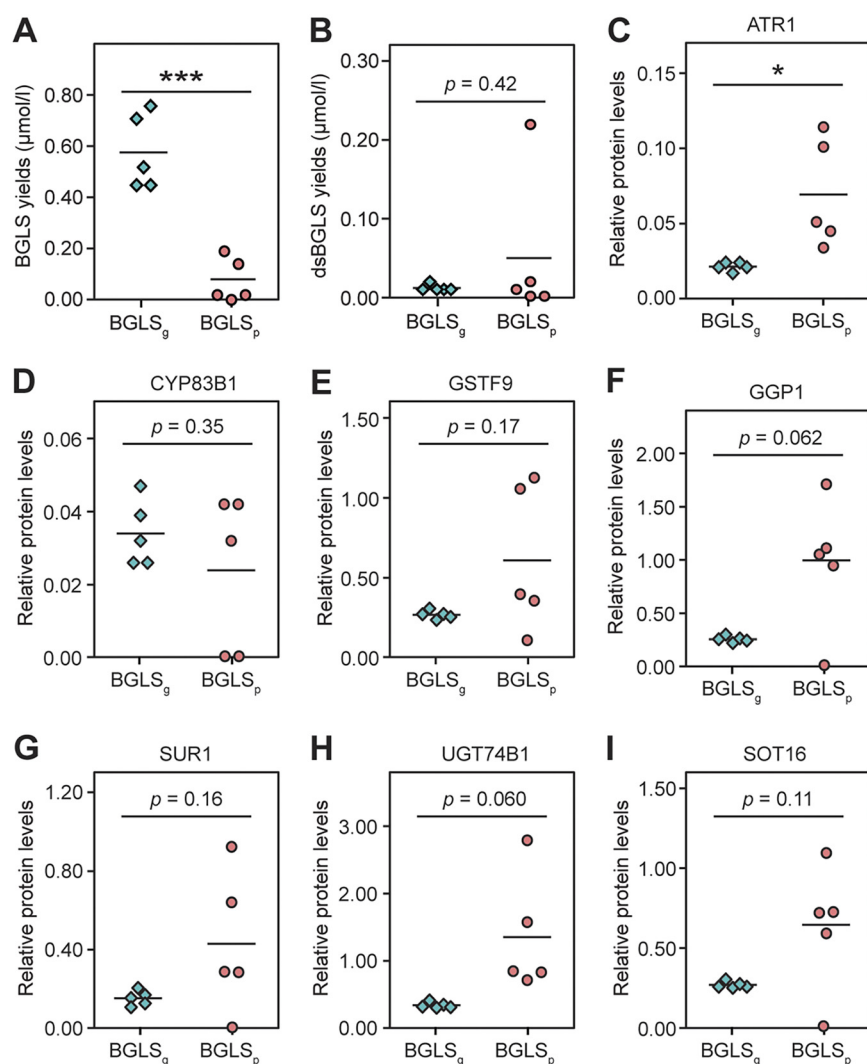 A
BGLS yields (µmol/l)
0.80
0.60
0.40
0.20
0.00
***
BGLSg
BGLSp
B
dsBGLS yields (µmol/l)
0.30
0.20
0.10
0.00
p = 0.42
BGLSg
BGLSp
C
ATR1
Relative protein levels
0.15
0.10
0.05
0.00
*
BGLSg
BGLSp
D
CYP83B1
Relative protein levels
0.06
0.04
0.02
0.00
p = 0.35
BGLSg
BGLSp
E
GSTF9
Relative protein levels
1.50
1.00
0.50
0.00
p = 0.17
BGLSg
BGLSp
F
GGP1
Relative protein levels
2.00
1.50
1.00
0.50
0.00
p = 0.062
BGLSg
BGLSp
G
SUR1
Relative protein levels
1.20
0.80
0.40
0.00
p = 0.16
BGLSg
BGLSp
H
UGT74B1
Relative protein levels
3.00
2.00
1.00
0.00
p = 0.060
BGLSg
BGLSp
I
SOT16
Relative protein levels
1.50
1.00
0.50
0.00
p = 0.11
BGLSg
BGLSp